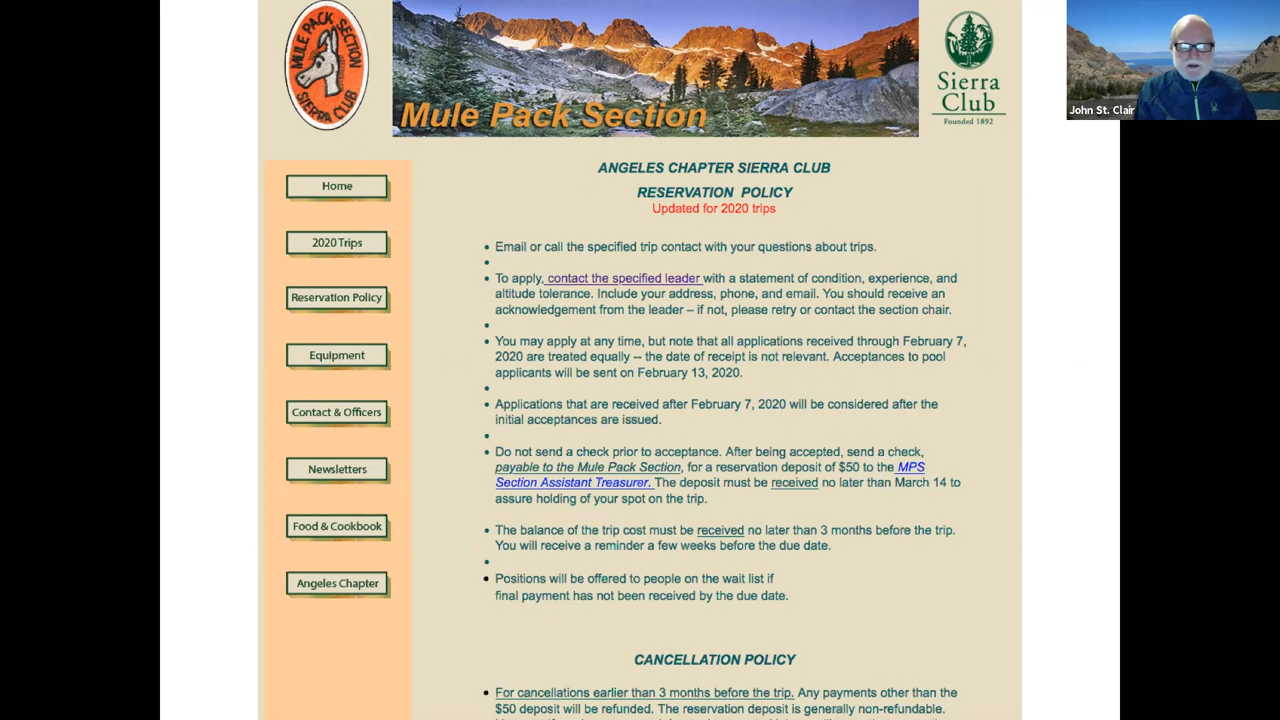 MULE PACK SECTION
SIERRA CLUB
Mule Pack Section
Sierra
Club
Founded 1892
John St. Clair
Home
2020 Trips
Reservation Policy
Equipment
Contact & Officers
Newsletters
Food & Cookbook
Angeles Chapter
ANGELES CHAPTER SIERRA CLUB
RESERVATION POLICY
Updated for 2020 trips
• Email or call the specified trip contact with your questions about trips.
•
• To apply, contact the specified leader with a statement of condition, experience, and
altitude tolerance. Include your address, phone, and email. You should receive an
acknowledgement from the leader – if not, please retry or contact the section chair.
•
• You may apply at any time, but note that all applications received through February 7,
2020 are treated equally -- the date of receipt is not relevant. Acceptances to pool
applicants will be sent on February 13, 2020.
•
• Applications that are received after February 7, 2020 will be considered after the
initial acceptances are issued.
•
• Do not send a check prior to acceptance. After being accepted, send a check,
payable to the Mule Pack Section, for a reservation deposit of $50 to the MPS
Section Assistant Treasurer. The deposit must be received no later than March 14 to
assure holding of your spot on the trip.
• The balance of the trip cost must be received no later than 3 months before the trip.
You will receive a reminder a few weeks before the due date.
•
• Positions will be offered to people on the wait list if
final payment has not been received by the due date.
CANCELLATION POLICY
• For cancellations earlier than 3 months before the trip. Any payments other than the
$50 deposit will be refunded. The reservation deposit is generally non-refundable.